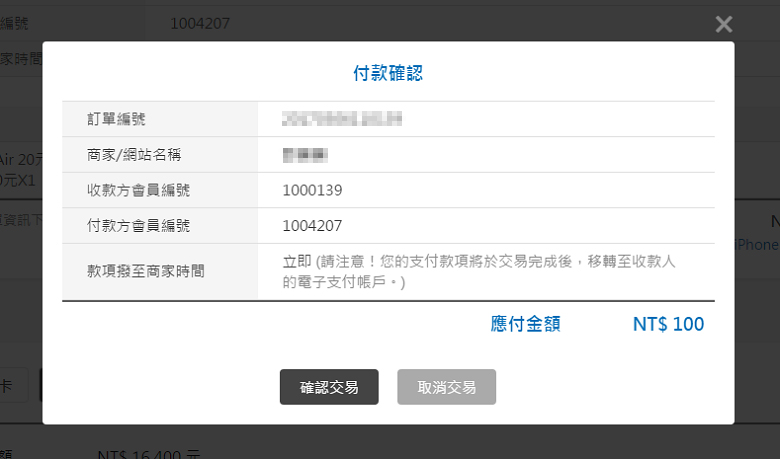 編號 1004207
家時間
付款確認
訂單編號
商家/網站名稱
收款方會員編號 1000139
付款方會員編號 1004207
款項撥至商家時間 立即 (請注意！您的支付款項將於交易完成後，移轉至收款人
的電子支付帳戶。)
應付金額 NT$ 100
確認交易 取消交易
Air 20元
0元X1
資訊下
N
iPhone
卡
額 NT$ 16,400 元